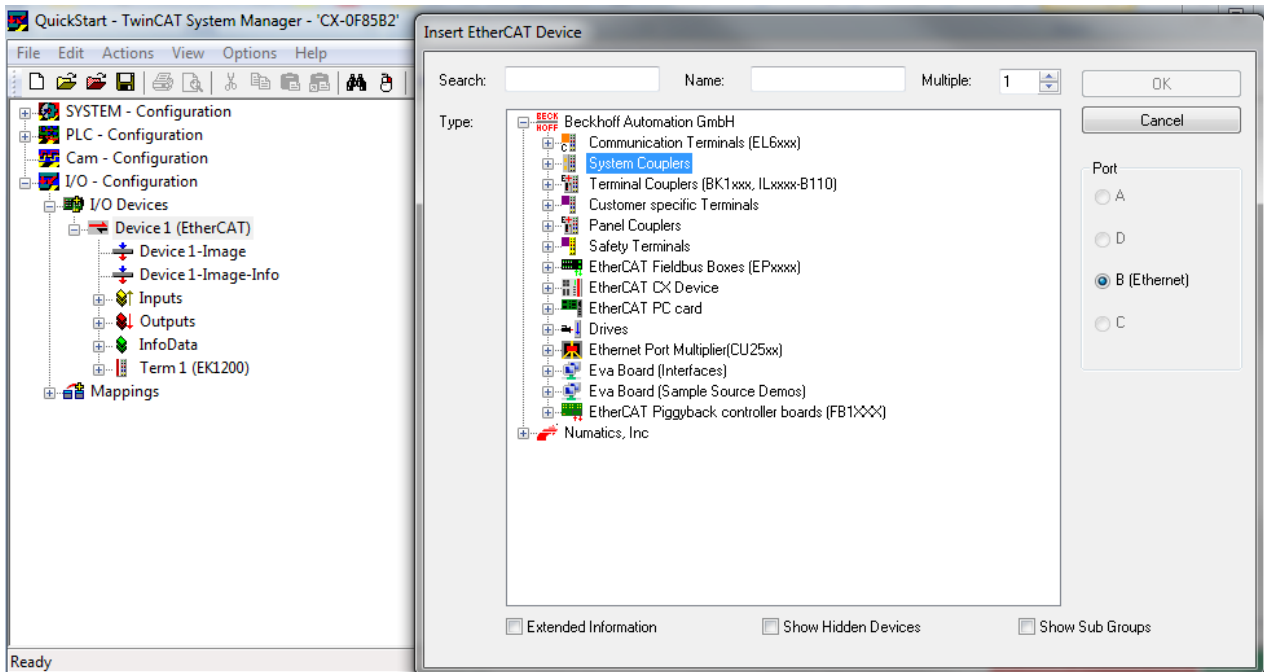 QuickStart - TwinCAT System Manager - 'CX-0F85B2'
File Edit Actions View Options Help
SYSTEM - Configuration
PLC - Configuration
Cam - Configuration
I/O - Configuration
I/O Devices
Device 1 (EtherCAT)
Device 1-Image
Device 1-Image-Info
Inputs
Outputs
InfoData
Term 1 (EK1200)
Mappings
Ready
Insert EtherCAT Device
Search:
Name:
Multiple: 1
OK
Type:
Cancel
BECK
HOFF
Beckhoff Automation GmbH
Communication Terminals (EL6xxx)
System Couplers
Terminal Couplers (BK1xxx, ILxxxx-B110)
Customer specific Terminals
Panel Couplers
Safety Terminals
EtherCAT Fieldbus Boxes (EPxxxx)
EtherCAT CX Device
EtherCAT PC card
Drives
Ethernet Port Multiplier(CU25xx)
Eva Board (Interfaces)
Eva Board (Sample Source Demos)
EtherCAT Piggyback controller boards (FB1XXX)
Numatics, Inc
Port
A
D
B (Ethernet)
C
Extended Information
Show Hidden Devices
Show Sub Groups